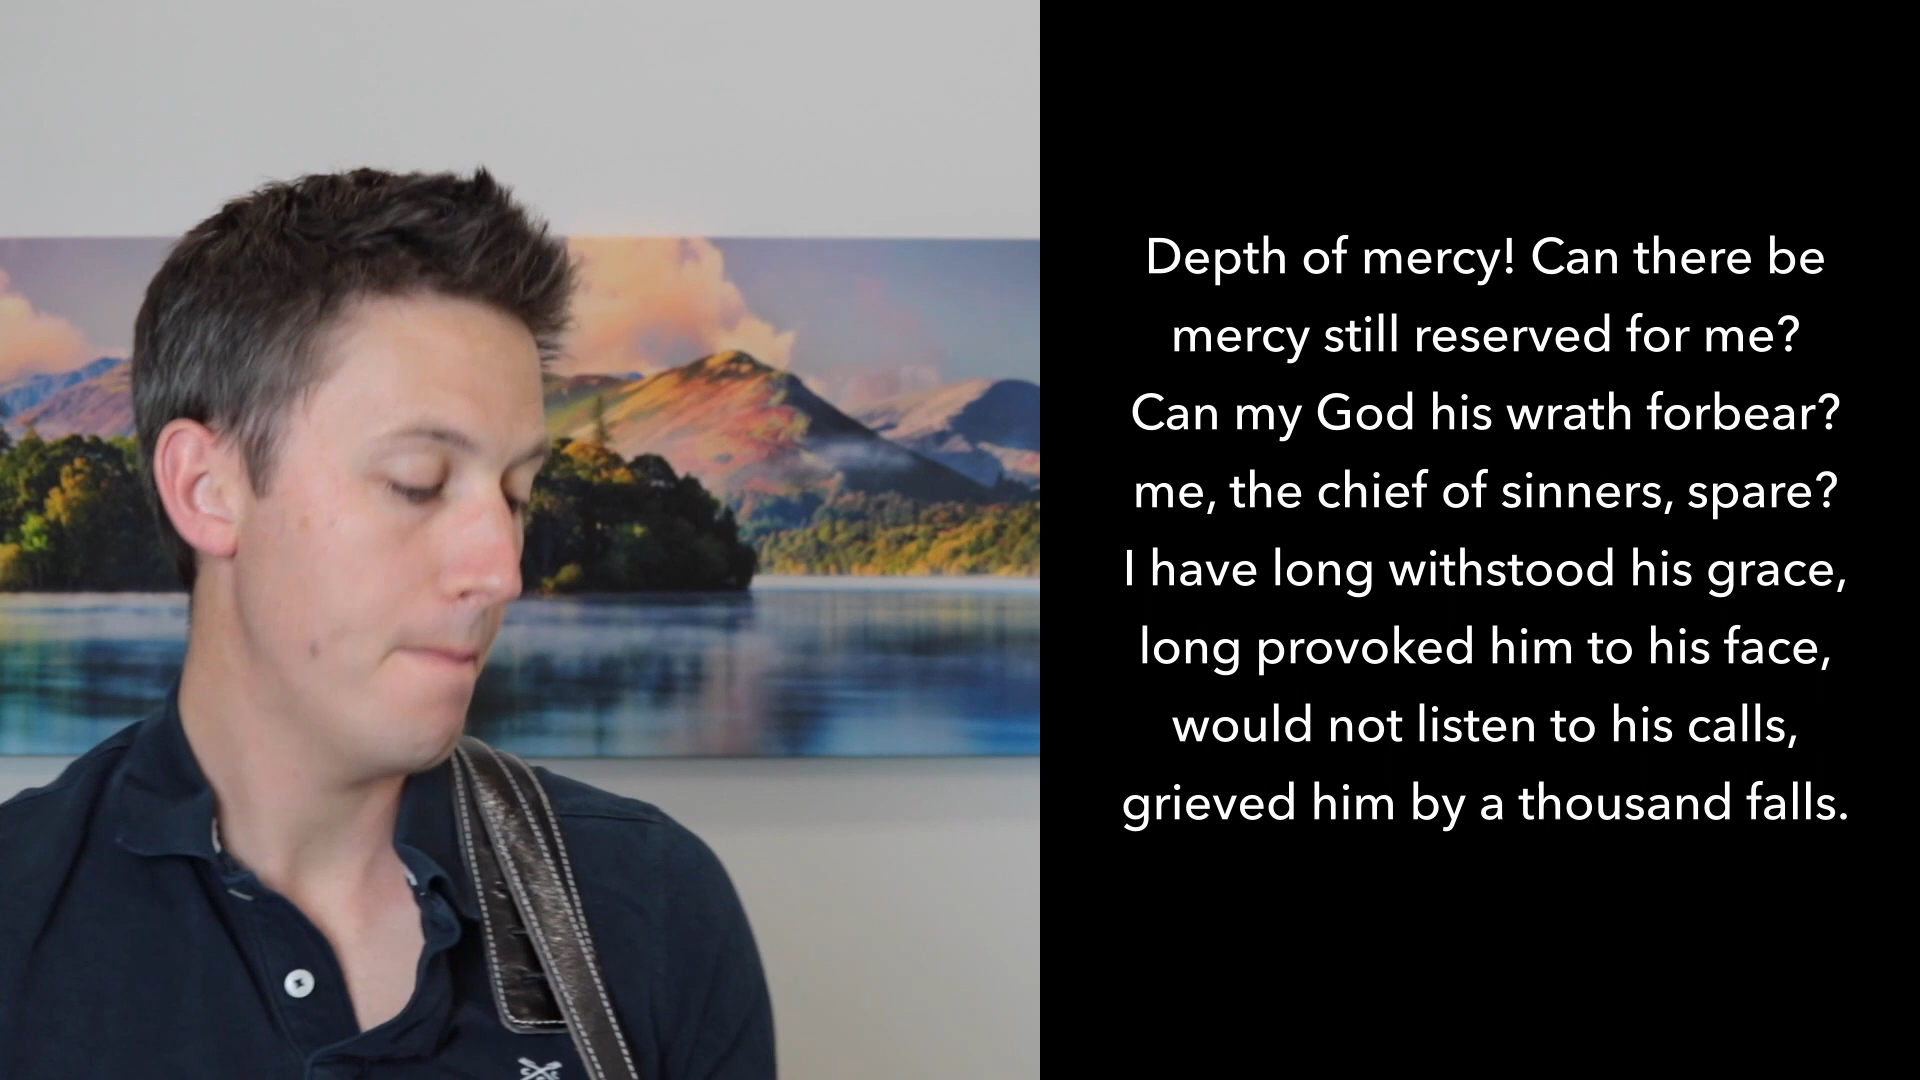 Depth of mercy! Can there be
mercy still reserved for me?
Can my God his wrath forbear?
me, the chief of sinners, spare?
I have long withstood his grace,
long provoked him to his face,
would not listen to his calls,
grieved him by a thousand falls.